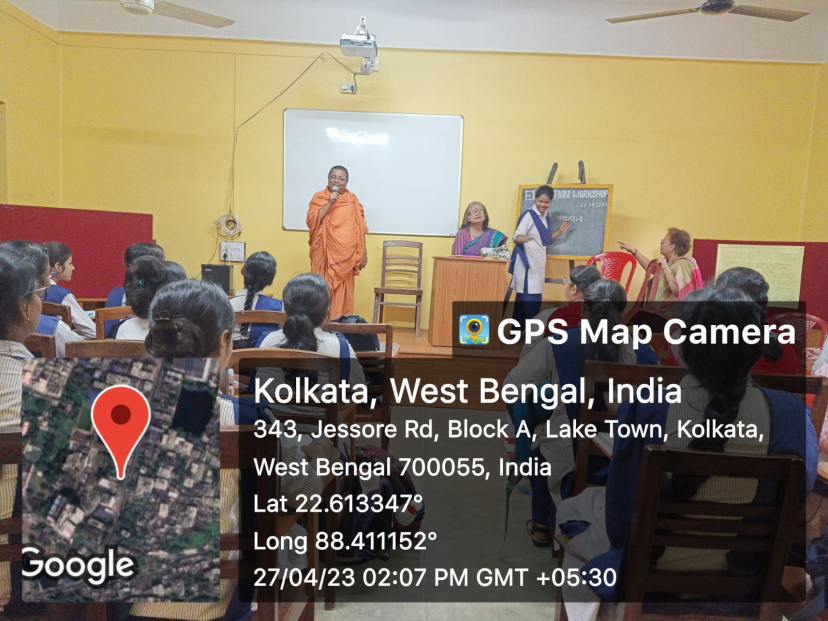 WORKSHOP
GPS Map Camera
Kolkata, West Bengal, India
343, Jessore Rd, Block A, Lake Town, Kolkata,
West Bengal 700055, India
Lat 22.613347°
Long 88.411152°
27/04/23 02:07 PM GMT +05:30
Google